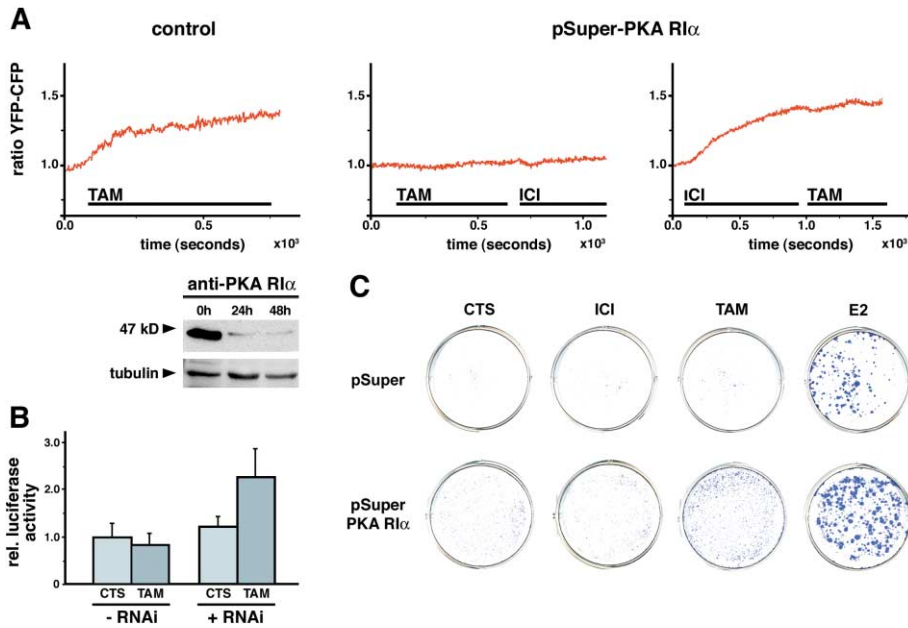 A
control
pSuper-PKA RIα
ratio YFP-CFP
1.5
1.0
TAM
0.0
0.5
time (seconds)
x10³
1.5
1.0
TAM
ICI
0.0
0.5
1.0
time (seconds)
x10³
1.5
1.0
ICI
TAM
0.0
0.5
1.0
1.5
time (seconds)
x10³
anti-PKA RIα
0h 24h 48h
47 kD
tubulin
B
rel. luciferase
activity
3.0
2.0
1.0
0.0
CTS TAM
CTS TAM
- RNAi
+ RNAi
C
CTS ICI TAM E2
pSuper
pSuper
PKA RIα